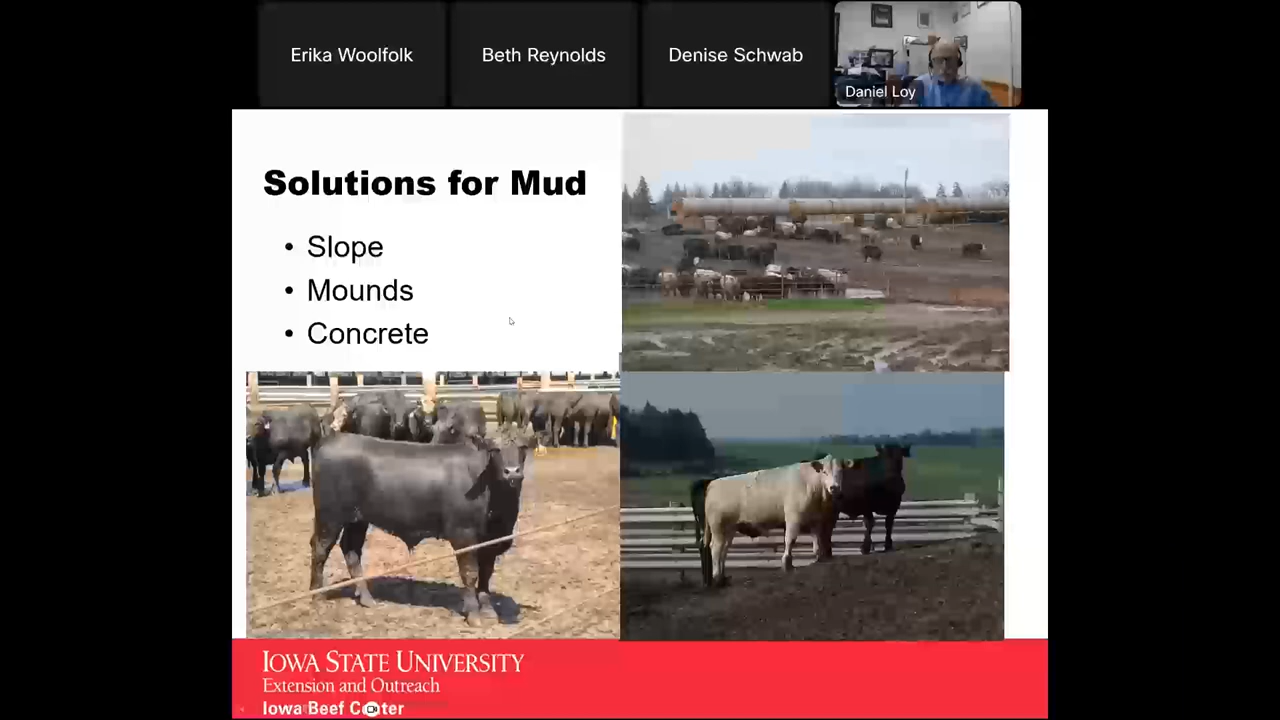 Erika Woolfolk
Beth Reynolds
Denise Schwab
Daniel Loy
Solutions for Mud
• Slope
• Mounds
• Concrete
IOWA STATE UNIVERSITY
Extension and Outreach
Iowa Beef Center